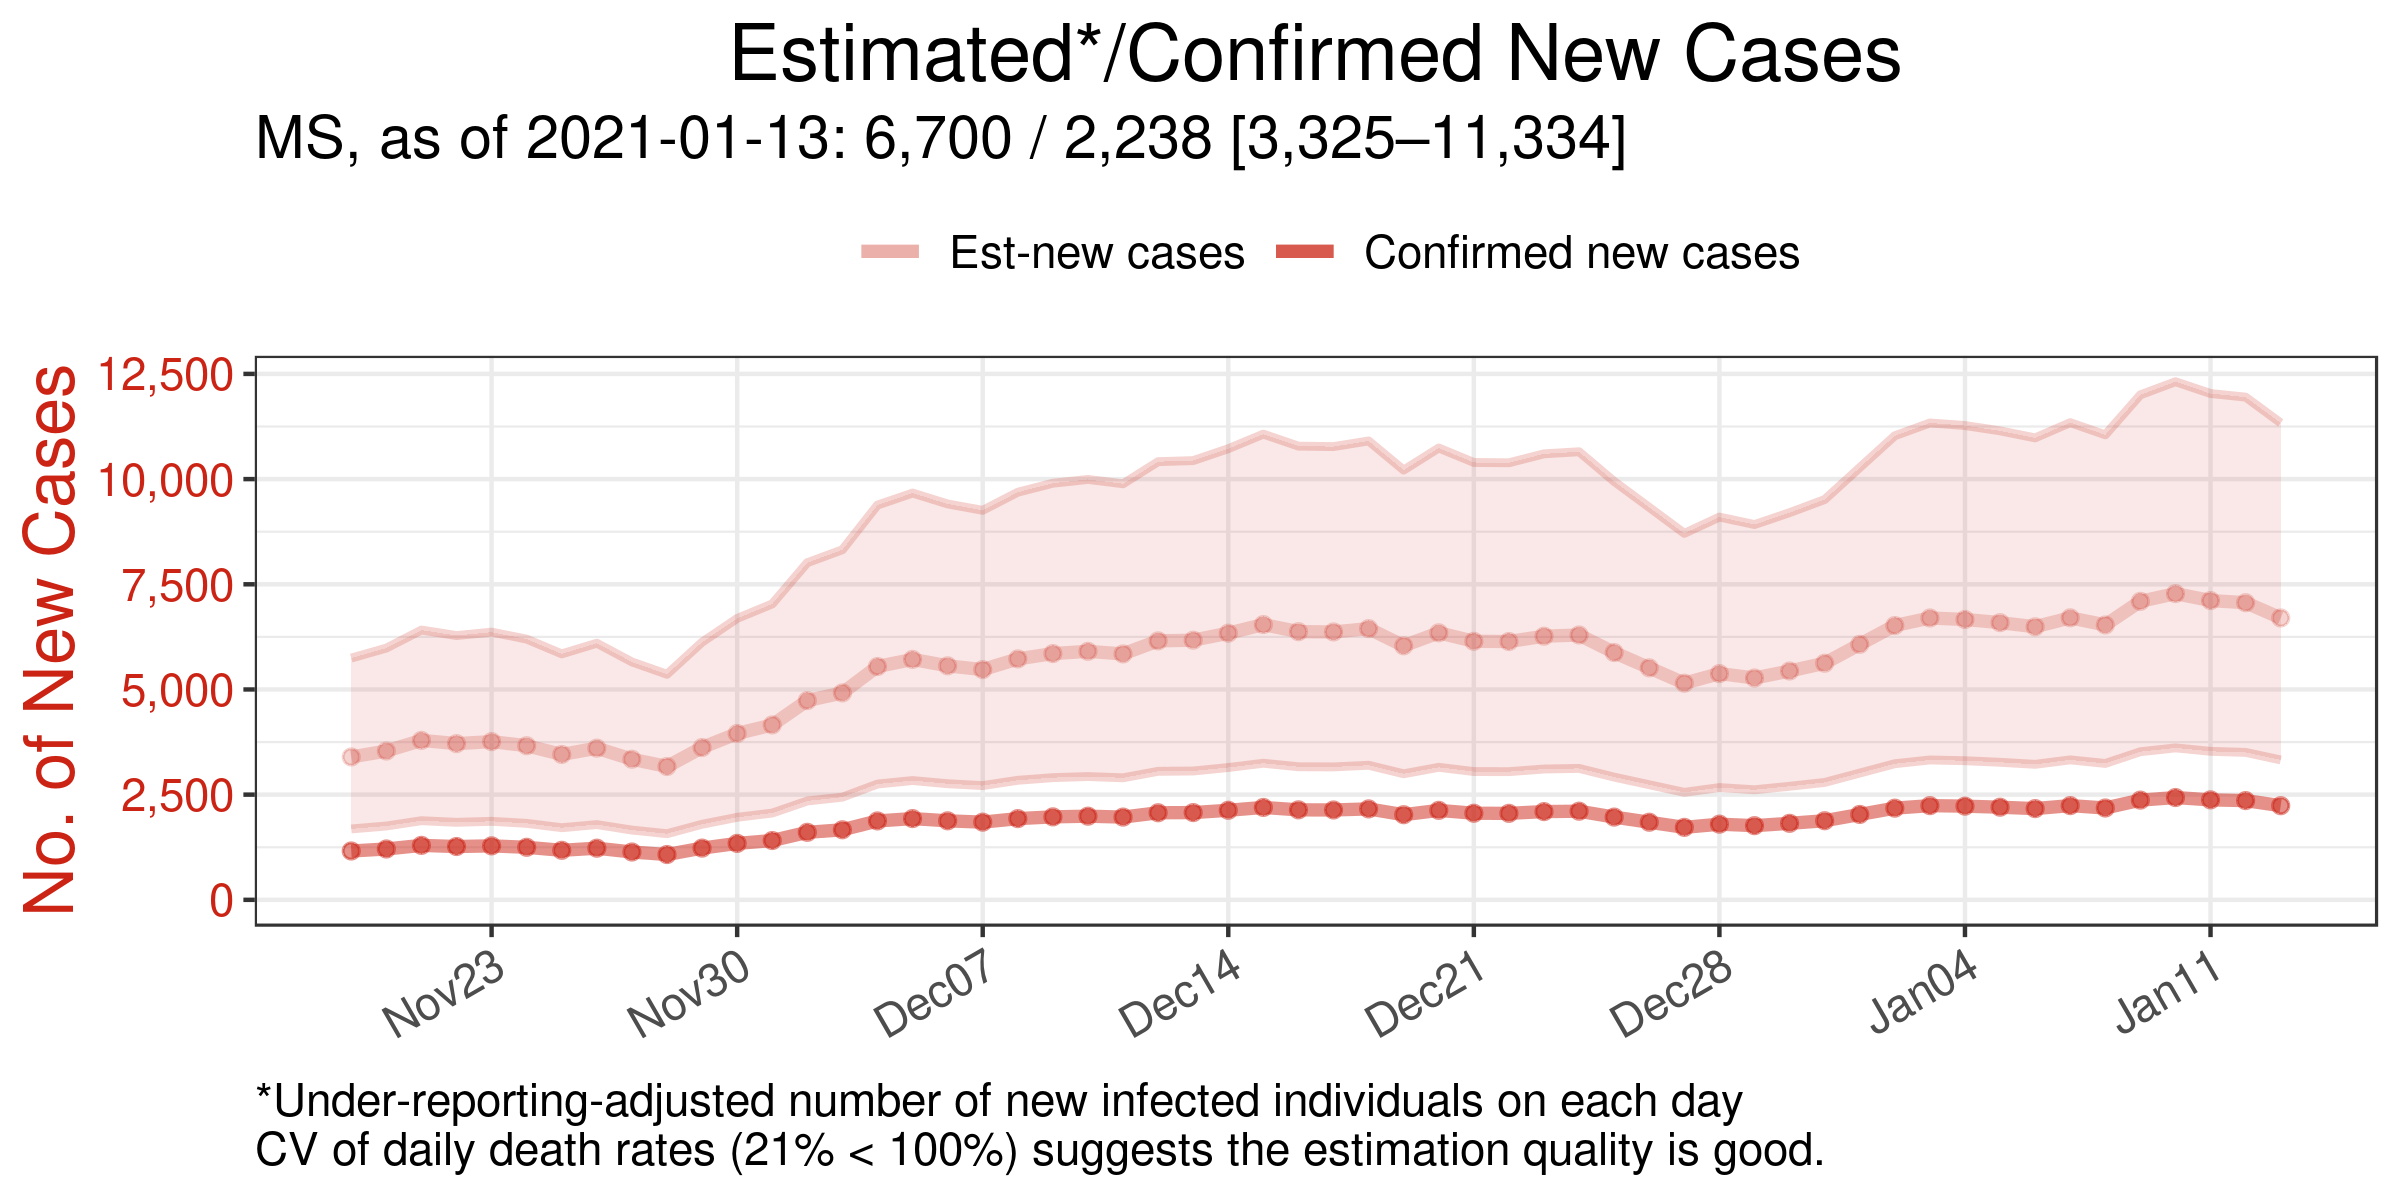 Estimated*/Confirmed New Cases
MS, as of 2021-01-13: 6,700 / 2,238 [3,325–11,334]
Est-new cases
Confirmed new cases
No. of New Cases
12,500
10,000
7,500
5,000
2,500
0
Nov23
Nov30
Dec07
Dec14
Dec21
Dec28
Jan04
Jan11
*Under-reporting-adjusted number of new infected individuals on each day
CV of daily death rates (21% < 100%) suggests the estimation quality is good.